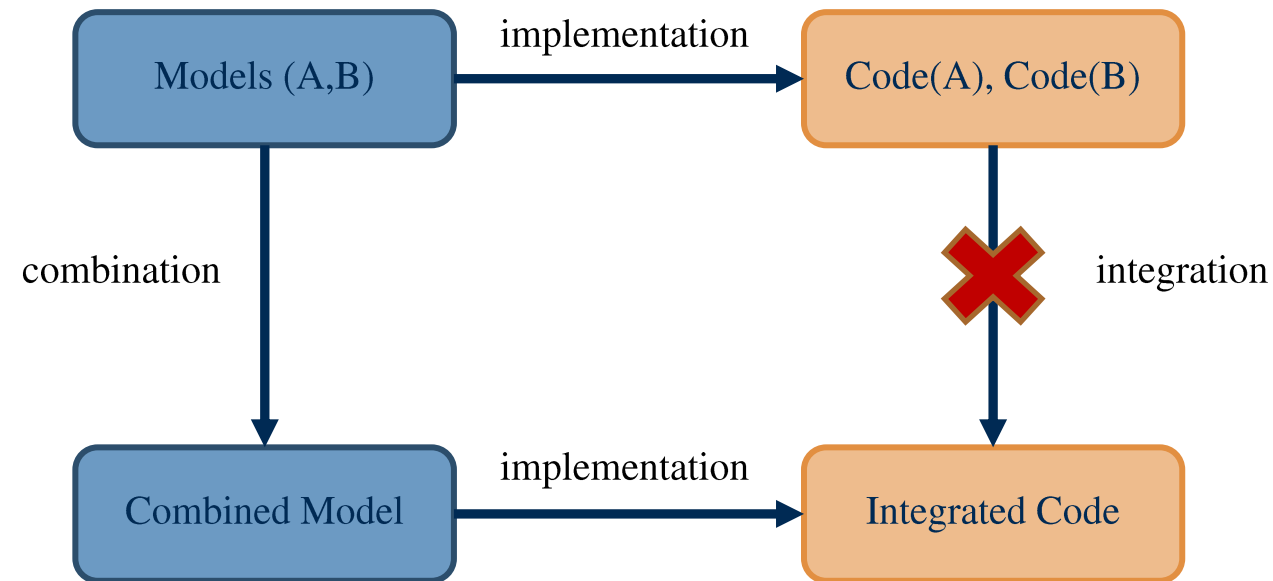 implementation
Models (A,B)
Code(A), Code(B)
combination
integration
implementation
Combined Model
Integrated Code